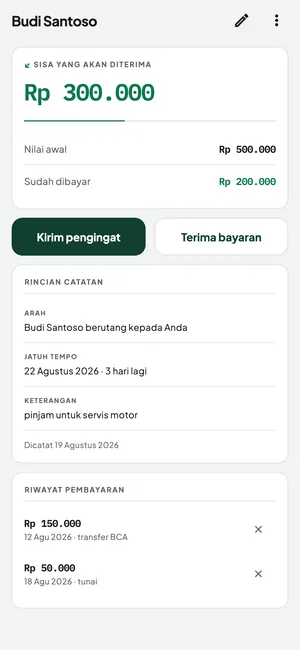 Budi Santoso
SISA YANG AKAN DITERIMA
Rp 300.000
Nilai awal Rp 500.000
Sudah dibayar Rp 200.000
Kirim pengingat Terima bayaran
RINCIAN CATATAN
ARAH
Budi Santoso berutang kepada Anda
JATUH TEMPO
22 Agustus 2026 · 3 hari lagi
KETERANGAN
pinjam untuk servis motor
Dicatat 19 Agustus 2026
RIWAYAT PEMBAYARAN
Rp 150.000
12 Agu 2026 · transfer BCA
Rp 50.000
18 Agu 2026 · tunai